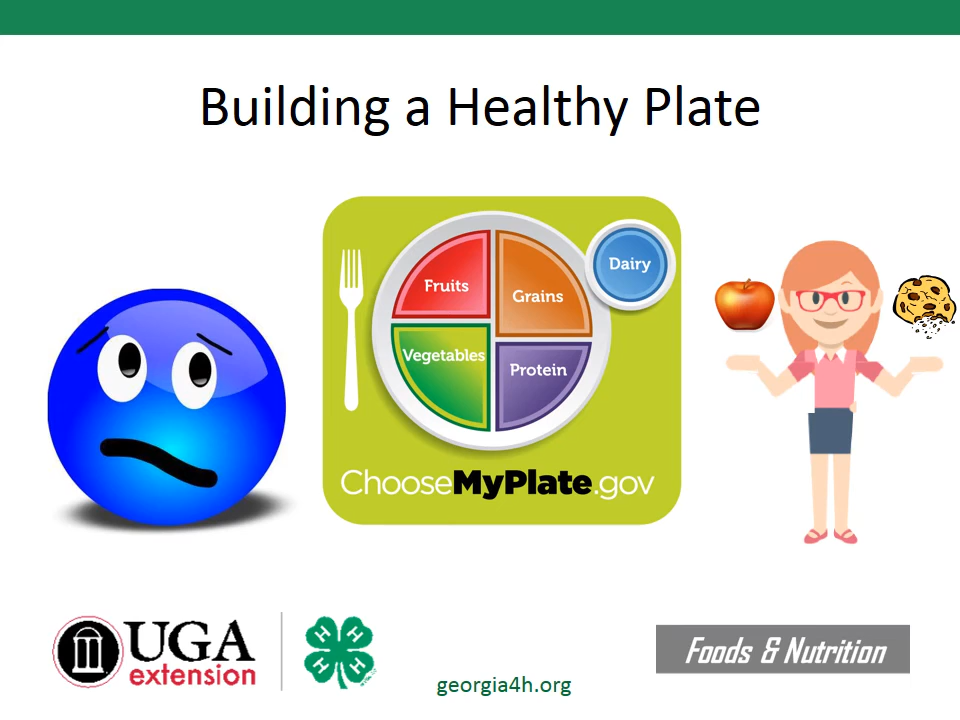 Building a Healthy Plate
Fruits
Grains
Dairy
Vegetables
Protein
ChooseMyPlate.gov
UGA
extension
H H
H H
Foods & Nutrition
georgia4h.org